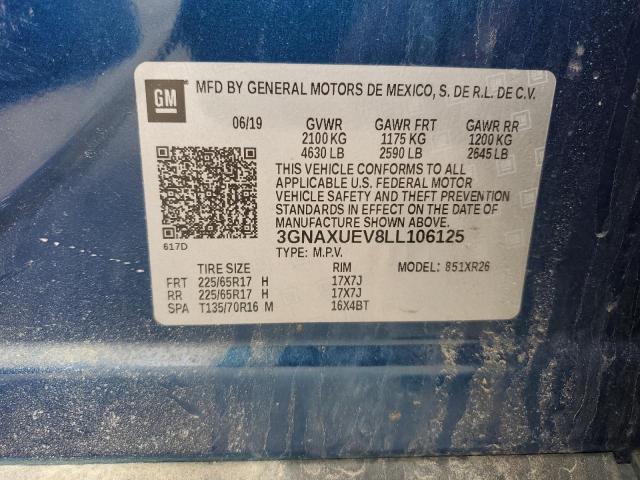 GM
MFD BY GENERAL MOTORS DE MEXICO, S. DE R.L. DE C.V.
06/19 GVWR GAWR FRT GAWR RR
2100 KG 1175 KG 1200 KG
4630 LB 2590 LB 2645 LB
THIS VEHICLE CONFORMS TO ALL
APPLICABLE U.S. FEDERAL MOTOR
VEHICLE SAFETY AND THEFT PREVENTION
STANDARDS IN EFFECT ON THE DATE OF
MANUFACTURE SHOWN ABOVE.
617D 3GNAXUEV8LL106125
TYPE: M.P.V. MODEL: 851XR26
TIRE SIZE RIM
FRT 225/65R17 H 17X7J
RR 225/65R17 H 17X7J
SPA T135/70R16 M 16X4BT